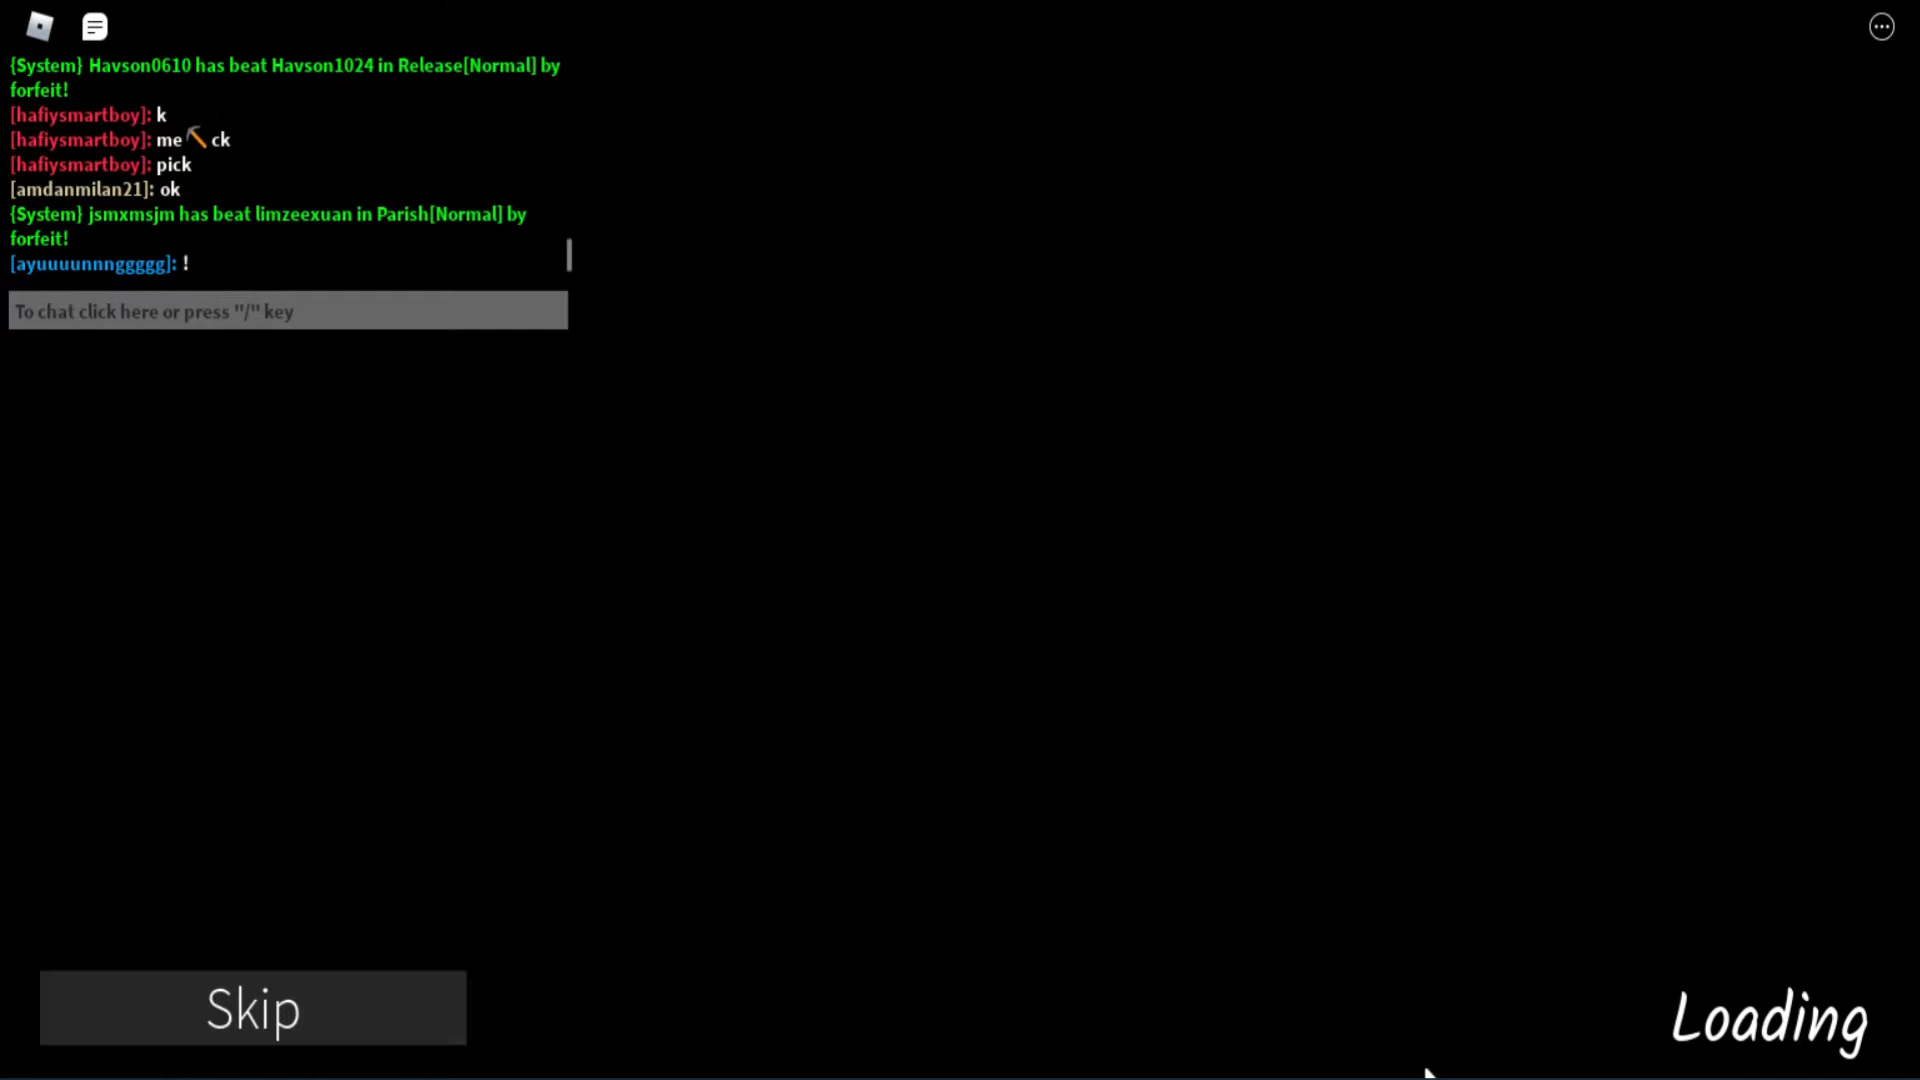 {System} Havson0610 has beat Havson1024 in Release[Normal] by
forfeit!
[hafiysmartboy]: k
[hafiysmartboy]: me⛏️ck
[hafiysmartboy]: pick
[amdanmilan21]: ok
{System} jsmxmsjm has beat limzeexuan in Parish[Normal] by
forfeit!
[ayuuuunnnggggg]: !
To chat click here or press "/" key
Skip
Loading